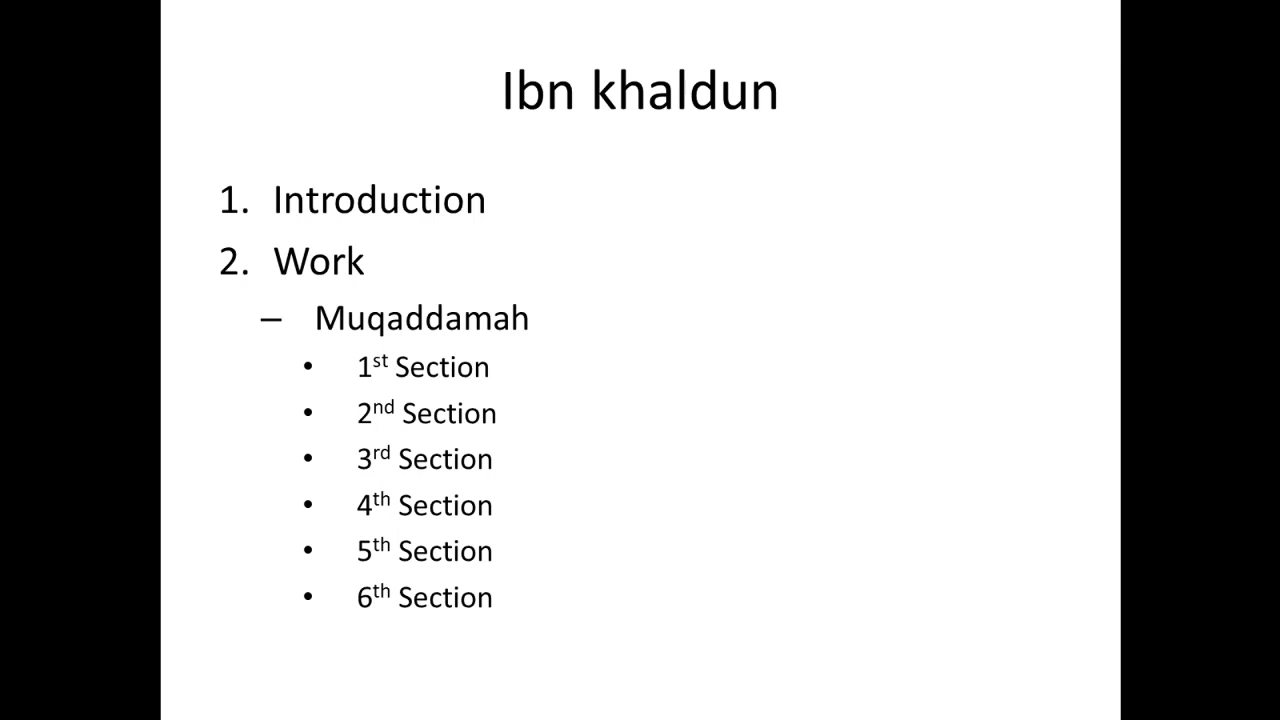 Ibn khaldun
1. Introduction
2. Work
– Muqaddamah
• 1st Section
• 2nd Section
• 3rd Section
• 4th Section
• 5th Section
• 6th Section